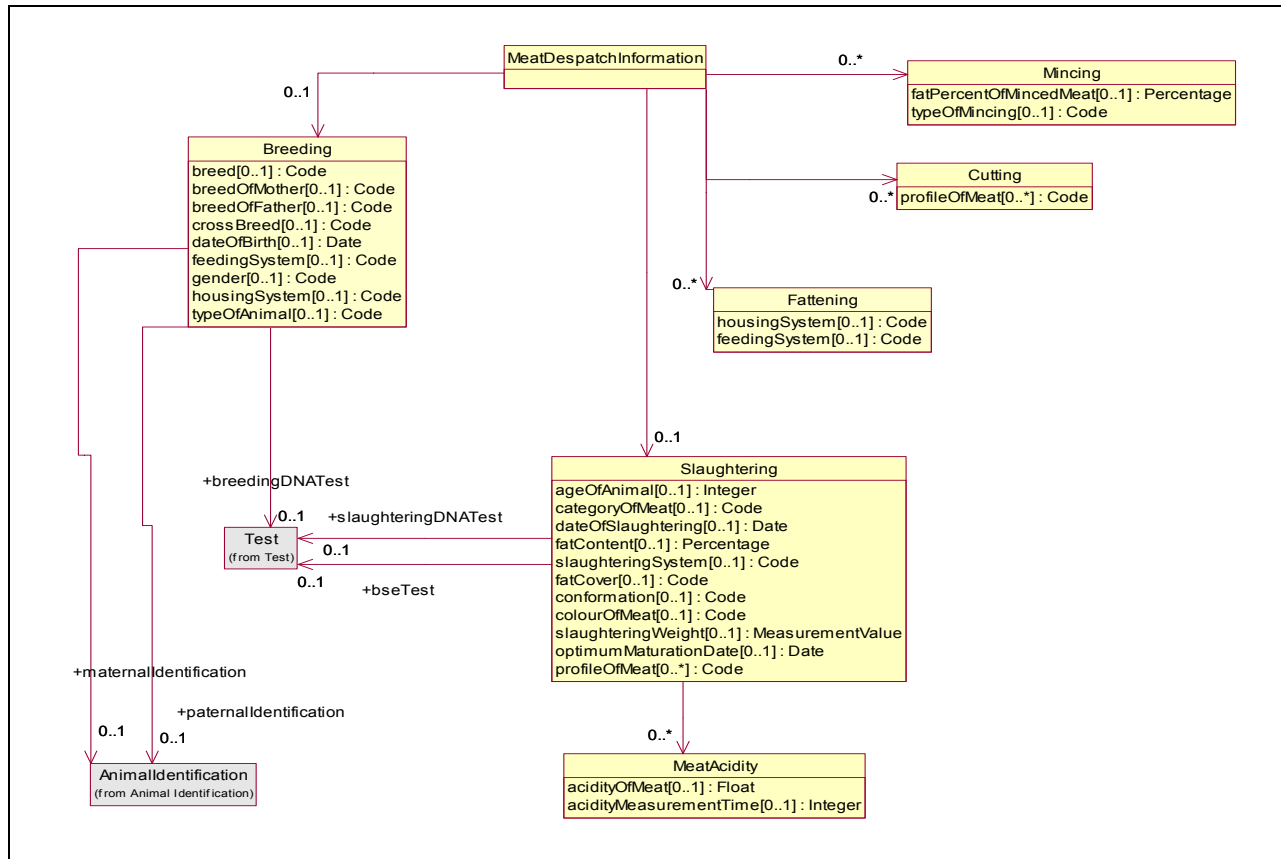 MeatDespatchInformation
0..*
Mincing
fatPercentOfMincedMeat[0..1] : Percentage
typeOfMincing[0..1] : Code
0..1
Breeding
breed[0..1] : Code
breedOfMother[0..1] : Code
breedOfFather[0..1] : Code
crossBreed[0..1] : Code
dateOfBirth[0..1] : Date
feedingSystem[0..1] : Code
gender[0..1] : Code
housingSystem[0..1] : Code
typeOfAnimal[0..1] : Code
Cutting
0..*
profileOfMeat[0..*] : Code
0..*
Fattening
housingSystem[0..1] : Code
feedingSystem[0..1] : Code
0..1
Slaughtering
ageOfAnimal[0..1] : Integer
categoryOfMeat[0..1] : Code
dateOfSlaughtering[0..1] : Date
fatContent[0..1] : Percentage
slaughteringSystem[0..1] : Code
fatCover[0..1] : Code
conformation[0..1] : Code
colourOfMeat[0..1] : Code
slaughteringWeight[0..1] : MeasurementValue
optimumMaturationDate[0..1] : Date
profileOfMeat[0..*] : Code
+breedingDNATest
0..1
+slaughteringDNATest
0..1
Test
(from Test)
0..1
+bseTest
+maternalIdentification
+paternalIdentification
0..1
0..1
AnimalIdentification
(from Animal Identification)
0..*
MeatAcidity
acidityOfMeat[0..1] : Float
acidityMeasurementTime[0..1] : Integer